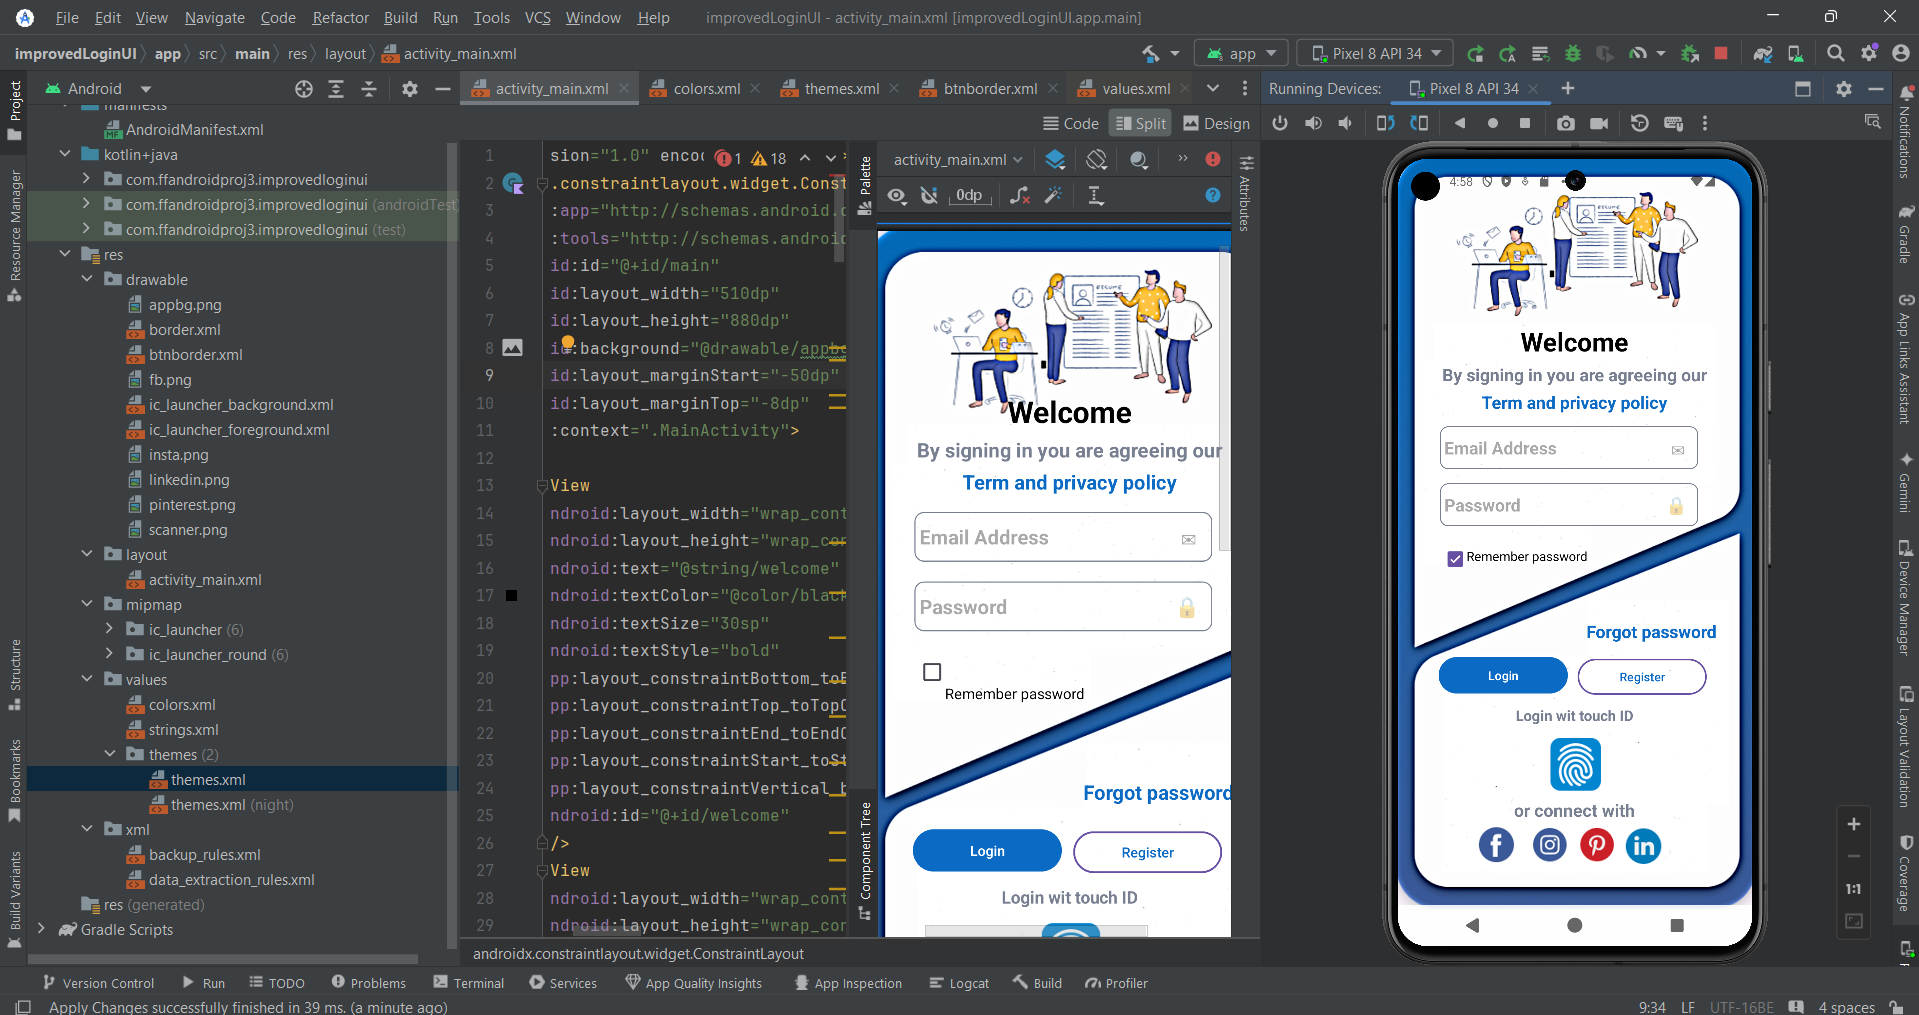 File Edit View Navigate Code Refactor Build Run Tools VCS Window Help improvedLoginUI - activity_main.xml [improvedLoginUI.app.main]
improvedLoginUI app src main res layout activity_main.xml
app
Pixel 8 API 34
Project
Resource Manager
Structure
Bookmarks
Build Variants
Android
manifests
AndroidManifest.xml
kotlin+java
com.ffandroidproj3.improvedloginui
com.ffandroidproj3.improvedloginui (androidTest)
com.ffandroidproj3.improvedloginui (test)
res
drawable
appbg.png
border.xml
btnborder.xml
fb.png
ic_launcher_background.xml
ic_launcher_foreground.xml
insta.png
linkedin.png
pinterest.png
scanner.png
layout
activity_main.xml
mipmap
ic_launcher (6)
ic_launcher_round (6)
values
colors.xml
strings.xml
themes (2)
themes.xml
themes.xml (night)
xml
backup_rules.xml
data_extraction_rules.xml
res (generated)
Gradle Scripts
activity_main.xml colors.xml themes.xml btnborder.xml values.xml
Code Split Design
1 sion="1.0" encoc 1 18
2 .constraintlayout.widget.Const
3 :app="http://schemas.android.c
4 :tools="http://schemas.android
5 id:id="@+id/main"
6 id:layout_width="510dp"
7 id:layout_height="880dp"
8 id:background="@drawable/appbg
9 id:layout_marginStart="-50dp"
10 id:layout_marginTop="-8dp"
11 :context=".MainActivity">
12
13 View
14 ndroid:layout_width="wrap_cont
15 ndroid:layout_height="wrap_con
16 ndroid:text="@string/welcome"
17 ndroid:textColor="@color/black
18 ndroid:textSize="30sp"
19 ndroid:textStyle="bold"
20 pp:layout_constraintBottom_toB
21 pp:layout_constraintTop_toTopO
22 pp:layout_constraintEnd_toEndO
23 pp:layout_constraintStart_toSt
24 pp:layout_constraintVertical_b
25 ndroid:id="@+id/welcome"
26 />
27 View
28 ndroid:layout_width="wrap_cont
29 ndroid:layout_height="wrap_con
androidx.constraintlayout.widget.ConstraintLayout
Palette
Component Tree
activity_main.xml
0dp
Attributes
RESUME
Welcome
By signing in you are agreeing our
Term and privacy policy
Email Address
Password
Remember password
Forgot password
Login Register
Login wit touch ID
Running Devices: Pixel 8 API 34
4:58
RESUME
Welcome
By signing in you are agreeing our
Term and privacy policy
Email Address
Password
Remember password
Forgot password
Login Register
Login wit touch ID
or connect with
1:1
Notifications
Gradle
App Links Assistant
Gemini
Device Manager
Layout Validation
Coverage
Version Control Run TODO Problems Terminal Services App Quality Insights App Inspection Logcat Build Profiler
Apply Changes successfully finished in 39 ms. (a minute ago) 9:34 LF UTF-16BE 4 spaces